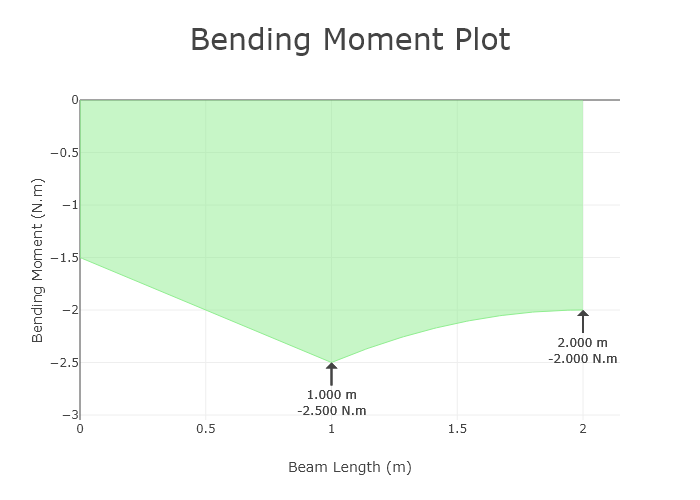 Bending Moment Plot
0
−0.5
−1
−1.5
−2
−2.5
−3
Bending Moment (N.m)
2.000 m
-2.000 N.m
1.000 m
-2.500 N.m
0
0.5
1
1.5
2
Beam Length (m)